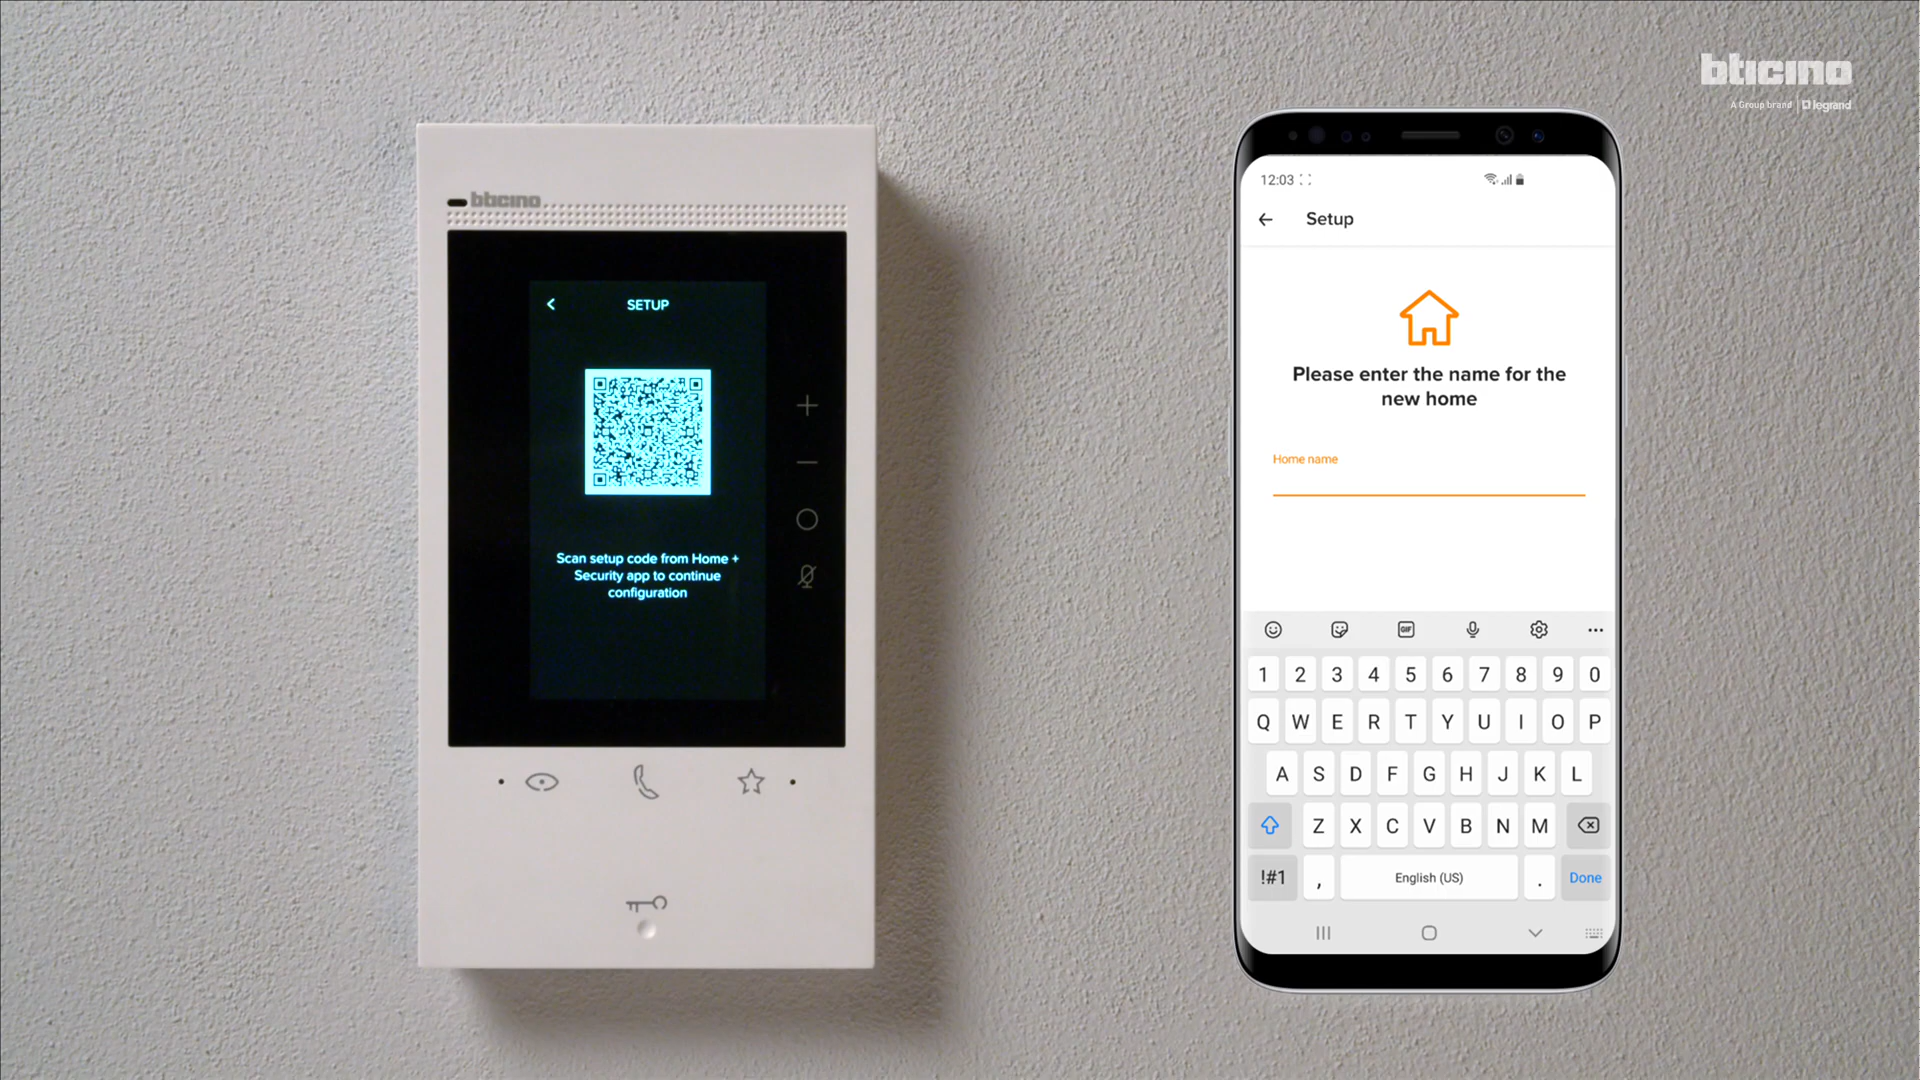 bticino
A Group brand | legrand
bticino
SETUP
Scan setup code from Home +
Security app to continue
configuration
12:03
Setup
Please enter the name for the
new home
Home name
GIF
1 2 3 4 5 6 7 8 9 0
Q W E R T Y U I O P
A S D F G H J K L
Z X C V B N M
!#1 , English (US) . Done